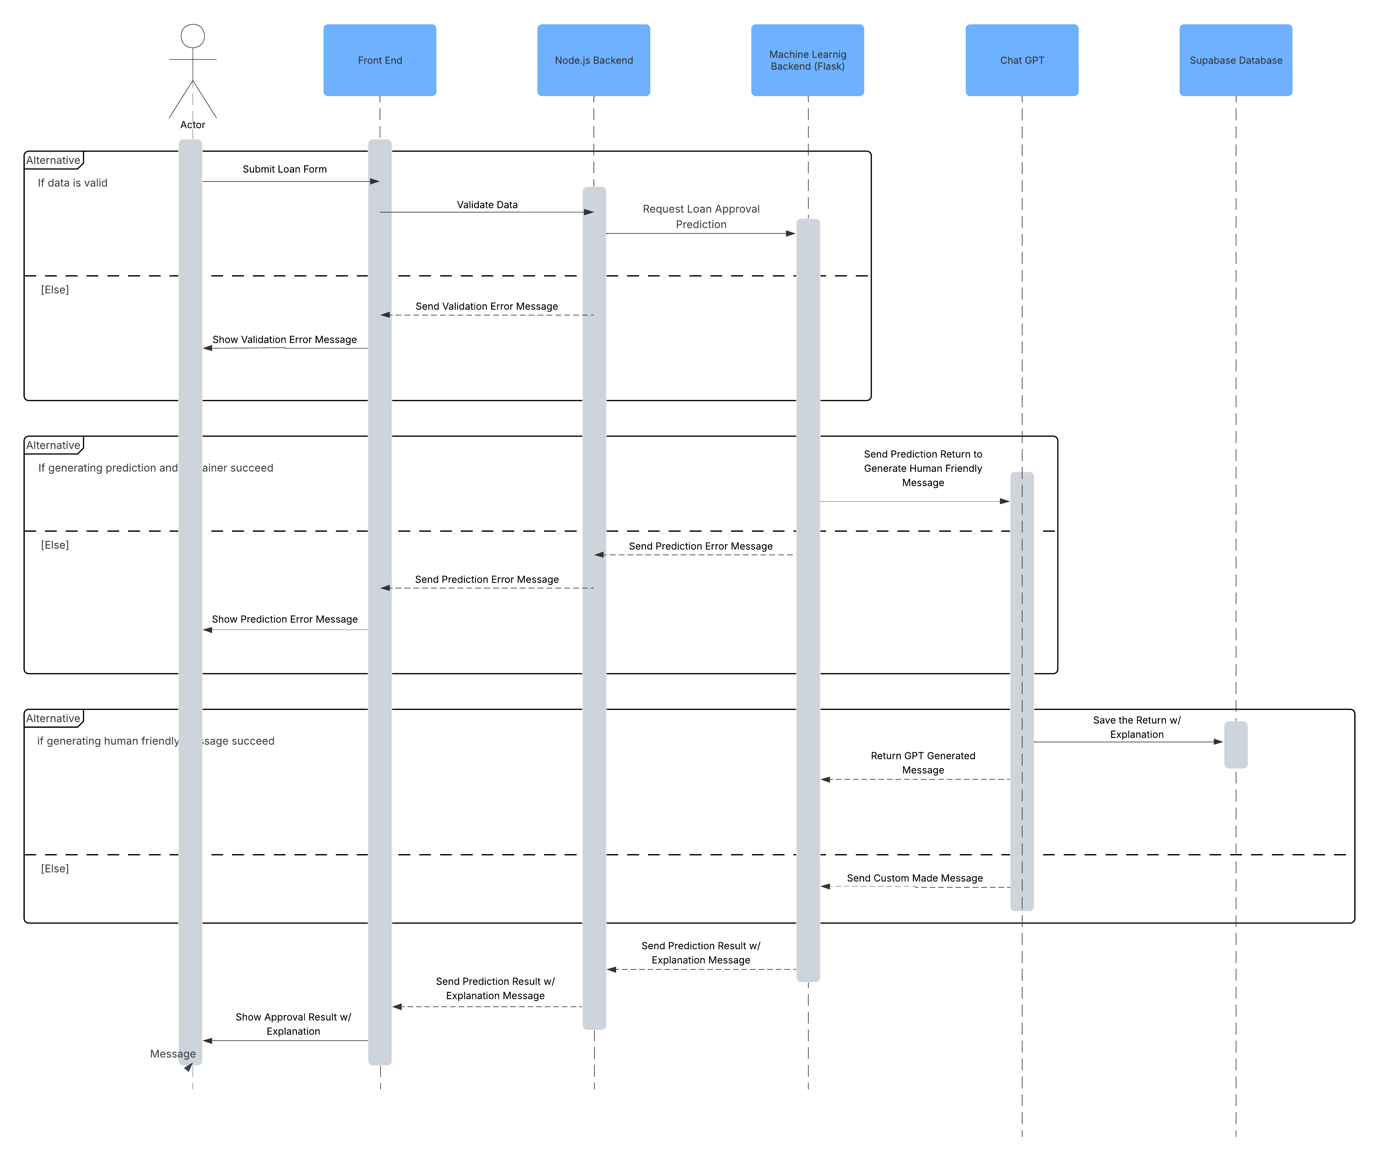 Front End
Node.js Backend
Machine Learnig
Backend (Flask)
Chat GPT
Supabase Database
Actor
Alternative
If data is valid
Submit Loan Form
Validate Data
Request Loan Approval
Prediction
[Else]
Send Validation Error Message
Show Validation Error Message
Alternative
If generating prediction and ainer succeed
Send Prediction Return to
Generate Human Friendly
Message
[Else]
Send Prediction Error Message
Send Prediction Error Message
Show Prediction Error Message
Alternative
if generating human friendly ssage succeed
Save the Return w/
Explanation
Return GPT Generated
Message
[Else]
Send Custom Made Message
Send Prediction Result w/
Explanation Message
Send Prediction Result w/
Explanation Message
Show Approval Result w/
Explanation
Message